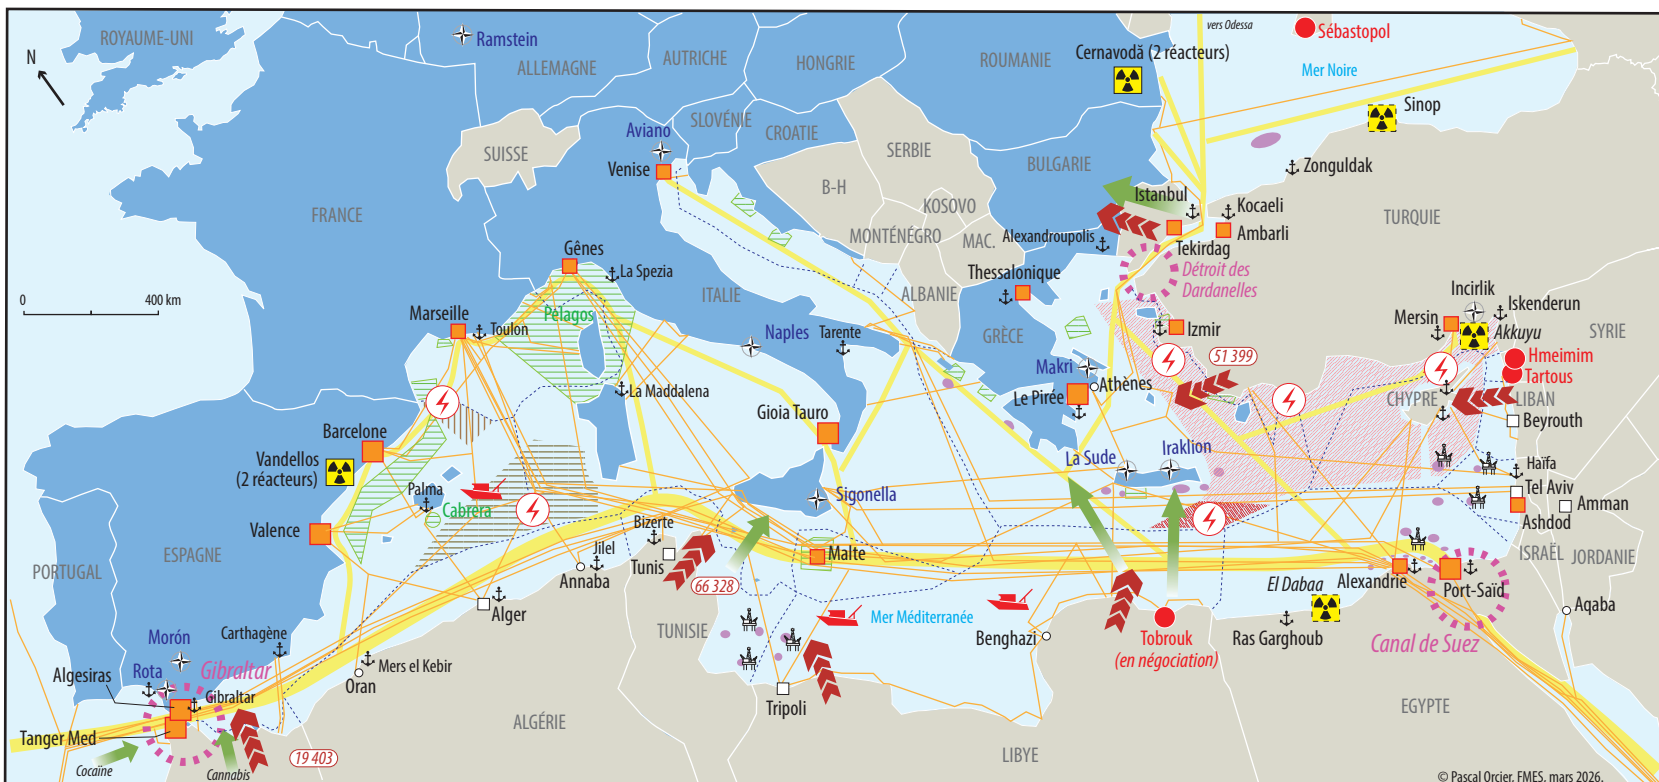 ROYAUME-UNI
N
Ramstein
ALLEMAGNE
AUTRICHE
HONGRIE
ROUMANIE
vers Odessa
Sébastopol
Mer Noire
Cernavodă (2 réacteurs)
Sinop
Aviano
SLOVÉNIE
CROATIE
SUISSE
Venise
SERBIE
BULGARIE
Zonguldak
B-H
FRANCE
KOSOVO
Istanbul
Kocaeli
TURQUIE
MONTÉNÉGRO
MAC.
Alexandroupolis
Ambarli
Tekirdag
Gênes
La Spezia
Thessalonique
Détroit des
Dardanelles
0
400 km
ITALIE
ALBANIE
Incirlik
Iskenderun
Marseille
Pélagos
Toulon
Naples
Tarente
GRÈCE
Izmir
Mersin
Akkuyu
SYRIE
51 399
Hmeimim
Makri
Tartous
La Maddalena
Athènes
Le Pirée
CHYPRE
LIBAN
Gioia Tauro
Beyrouth
Barcelone
Vandellos
(2 réacteurs)
La Sude
Iraklion
Haïfa
Palma
Cabrera
Sigonella
Tel Aviv
Amman
Ashdod
Valence
Bizerte
ESPAGNE
Jilel
Tunis
Malte
ISRAËL
JORDANIE
PORTUGAL
Annaba
66 328
El Dabaa
Alexandrie
Port-Saïd
Alger
Mer Méditerranée
Aqaba
Morón
Carthagène
TUNISIE
Benghazi
Tobrouk
(en négociation)
Ras Garghoub
Canal de Suez
Algesiras
Rota
Gibraltar
Mers el Kebir
Oran
Gibraltar
Tripoli
EGYPTE
Tanger Med
ALGÉRIE
LIBYE
19 403
Cocaïne
Cannabis
© Pascal Orcier, FMES, mars 2026.